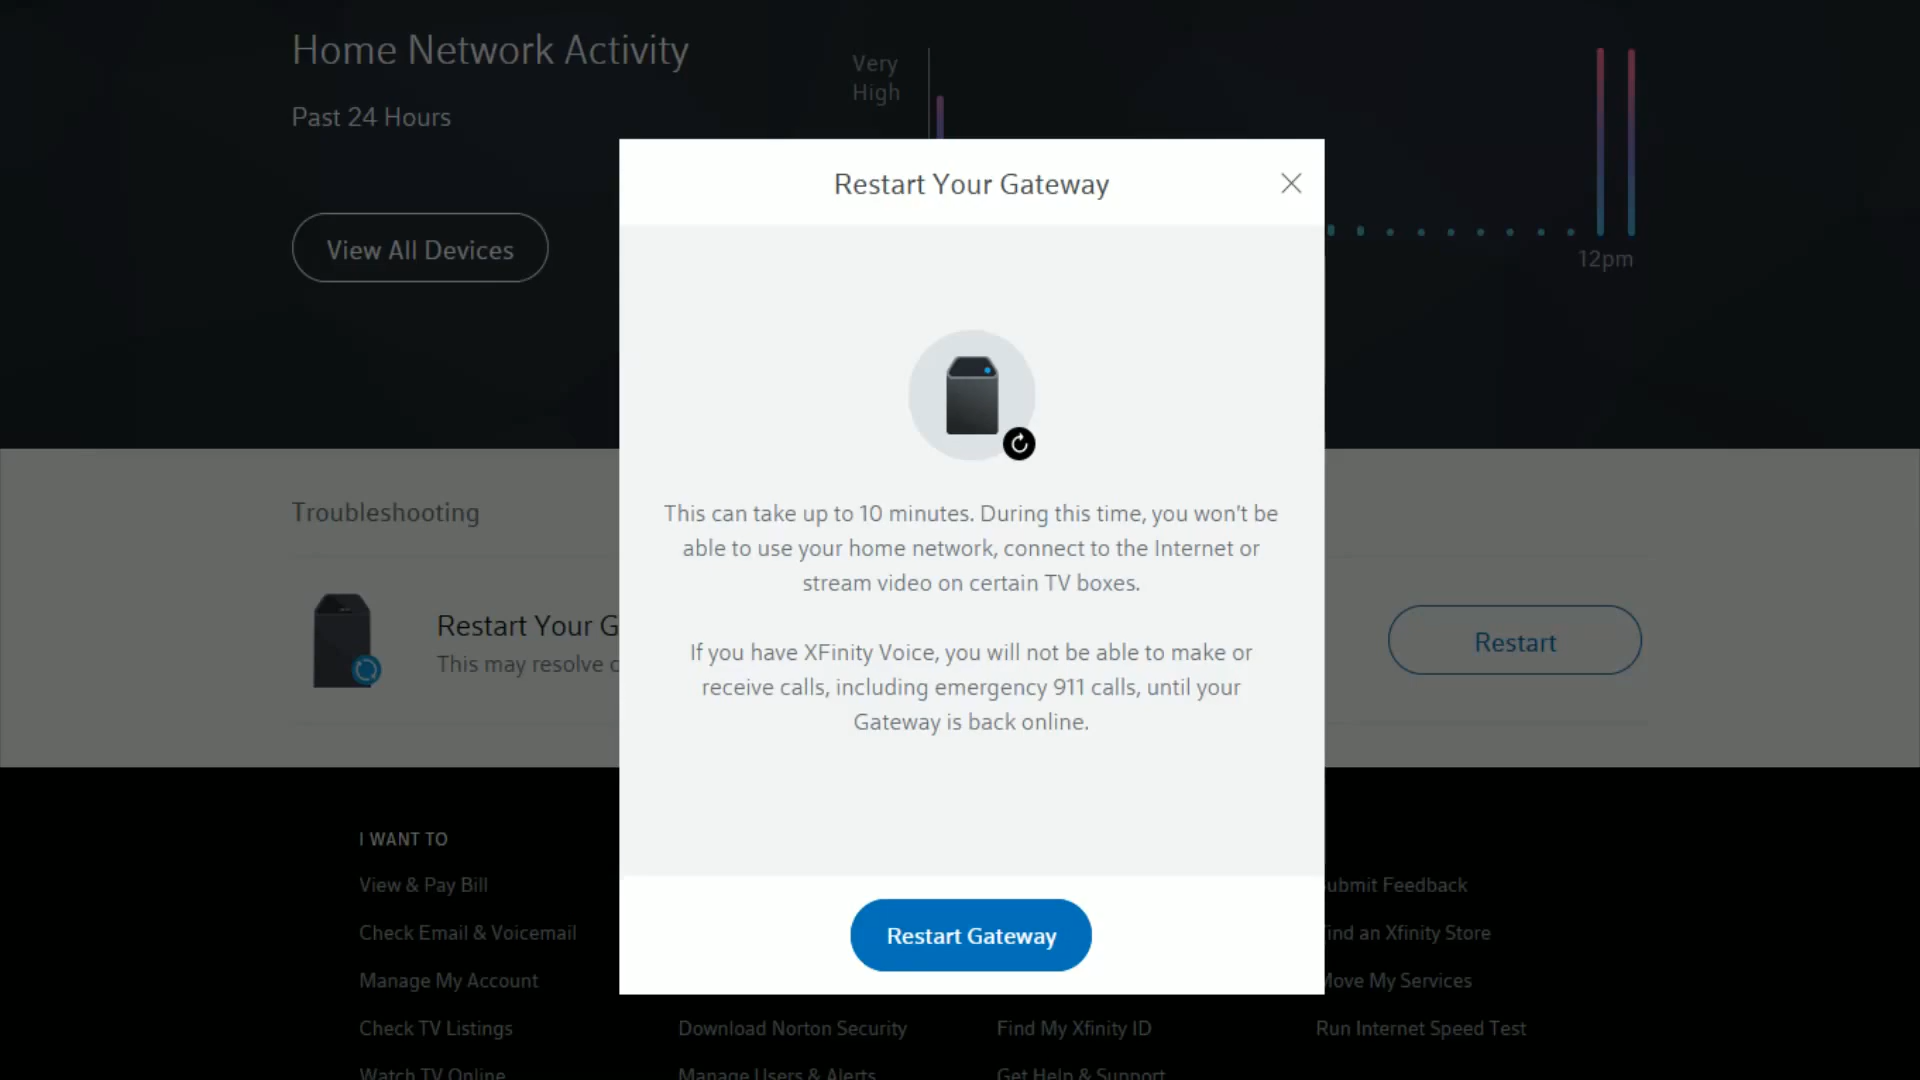 Home Network Activity
Past 24 Hours
View All Devices
Very
High
12pm
Restart Your Gateway
This can take up to 10 minutes. During this time, you won't be
able to use your home network, connect to the Internet or
stream video on certain TV boxes.
If you have XFinity Voice, you will not be able to make or
receive calls, including emergency 911 calls, until your
Gateway is back online.
Restart Gateway
Troubleshooting
Restart Your G
This may resolve
Restart
I WANT TO
View & Pay Bill
Check Email & Voicemail
Manage My Account
Check TV Listings
Watch TV Online
Download Norton Security
Manage Users & Alerts
Find My Xfinity ID
Get Help & Support
ubmit Feedback
ind an Xfinity Store
Move My Services
Run Internet Speed Test